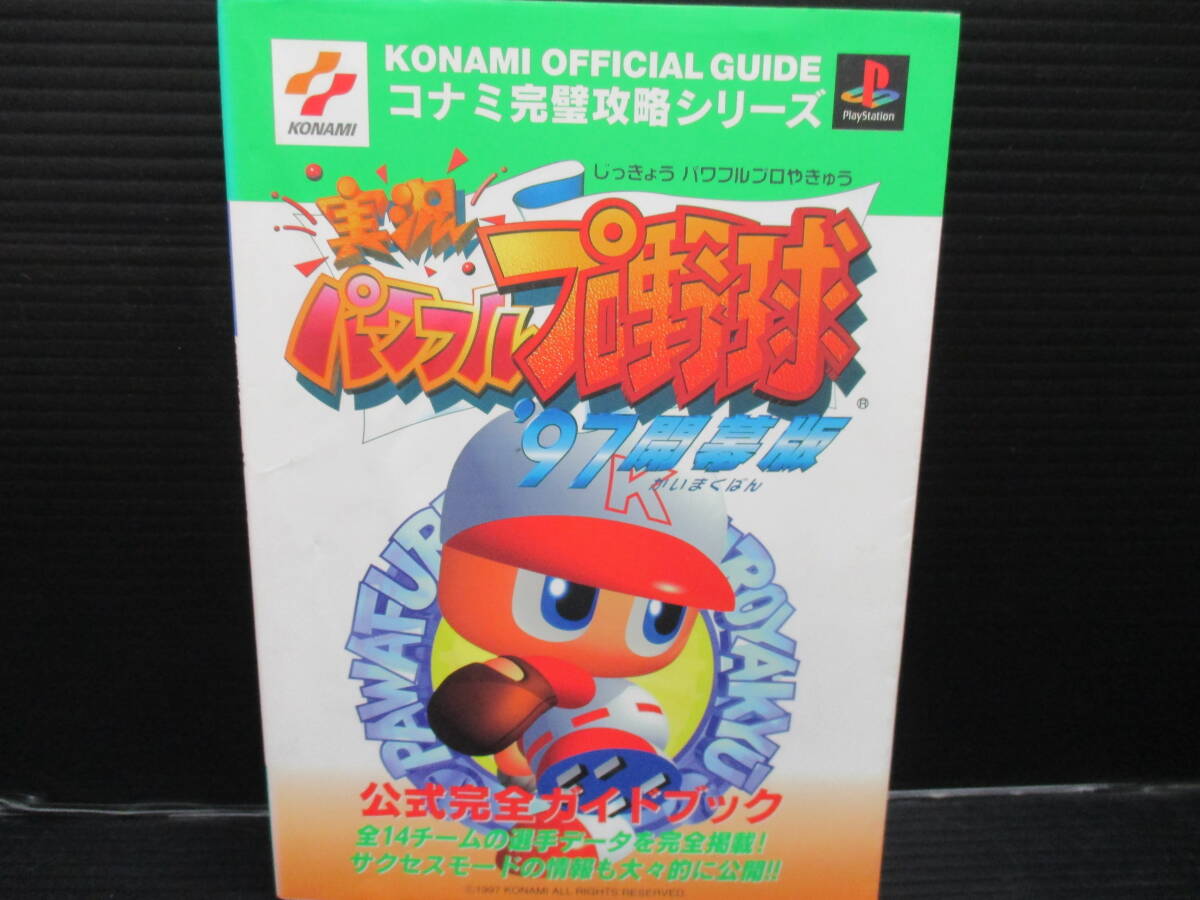 KONAMI
KONAMI OFFICIAL GUIDE
コナミ完璧攻略シリーズ
PlayStation
じっきょう パワフルプロやきゅう
実況
パワフル
プロ野球
®
'97開幕版
かいまくばん
K
PAWAFURU PUROYAKYU
公式完全ガイドブック
全14チームの選手データを完全掲載!
サクセスモードの情報も大々的に公開!!
©1997 KONAMI ALL RIGHTS RESERVED.